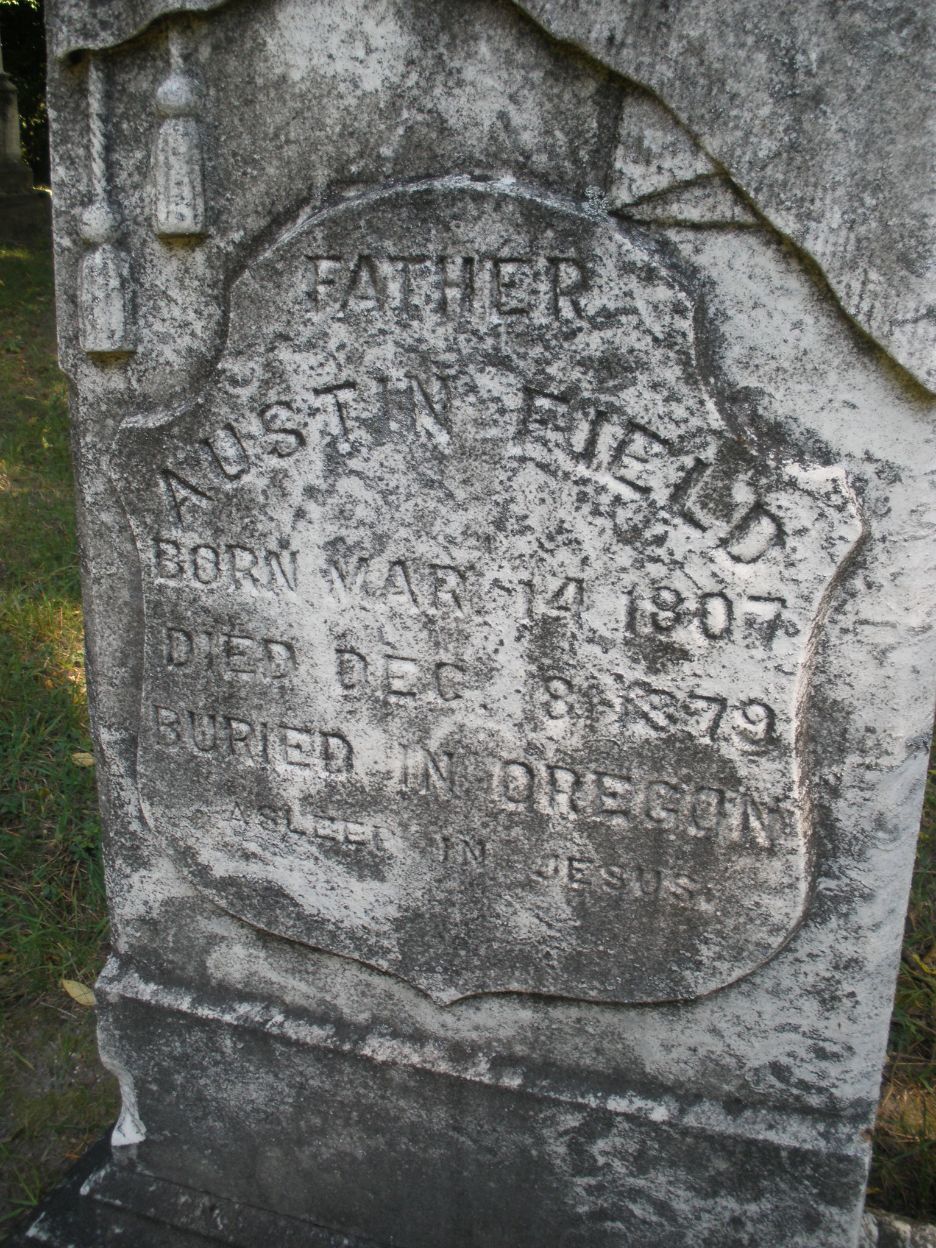 FATHER
AUSTIN FIELD
BORN MAR 14 1807
DIED DEC 8 1879
BURIED IN OREGON
ASLEEP IN JESUS